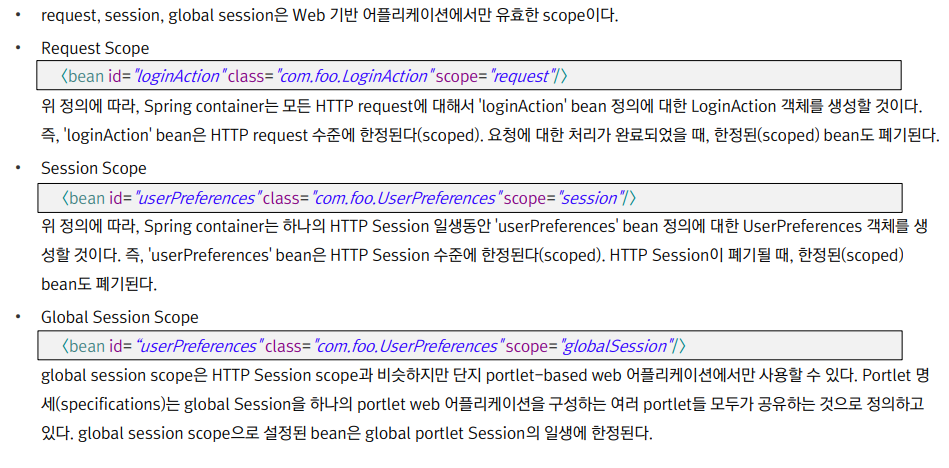 • request, session, global session은 Web 기반 어플리케이션에서만 유효한 scope이다.
• Request Scope
〈bean id="loginAction" class="com.foo.LoginAction" scope="request"/〉
위 정의에 따라, Spring container는 모든 HTTP request에 대해서 'loginAction' bean 정의에 대한 LoginAction 객체를 생성할 것이다.
즉, 'loginAction' bean은 HTTP request 수준에 한정된다(scoped). 요청에 대한 처리가 완료되었을 때, 한정된(scoped) bean도 폐기된다.
• Session Scope
〈bean id="userPreferences" class="com.foo.UserPreferences" scope="session"/〉
위 정의에 따라, Spring container는 하나의 HTTP Session 일생동안 'userPreferences' bean 정의에 대한 UserPreferences 객체를 생
성할 것이다. 즉, 'userPreferences' bean은 HTTP Session 수준에 한정된다(scoped). HTTP Session이 폐기될 때, 한정된(scoped)
bean도 폐기된다.
• Global Session Scope
〈bean id="userPreferences" class="com.foo.UserPreferences" scope="globalSession"/〉
global session scope은 HTTP Session scope과 비슷하지만 단지 portlet-based web 어플리케이션에서만 사용할 수 있다. Portlet 명
세(specifications)는 global Session을 하나의 portlet web 어플리케이션을 구성하는 여러 portlet들 모두가 공유하는 것으로 정의하고
있다. global session scope으로 설정된 bean은 global portlet Session의 일생에 한정된다.